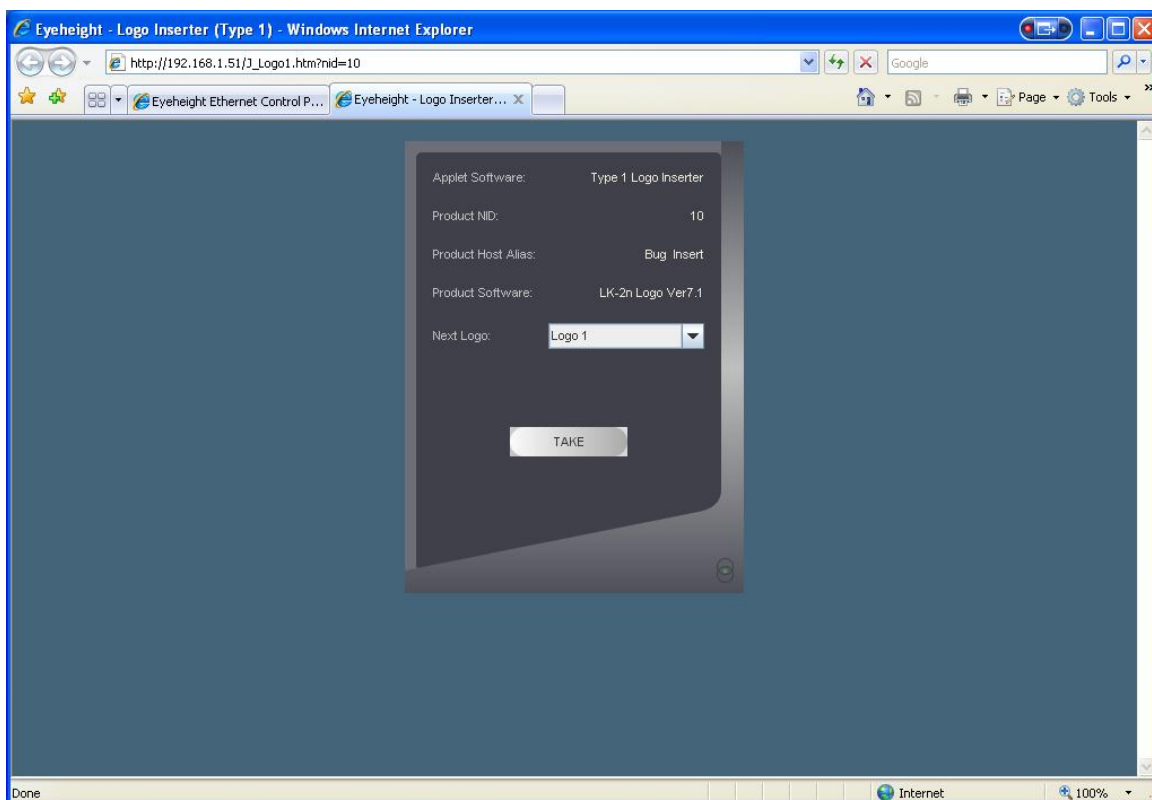 Eyeheight - Logo Inserter (Type 1) - Windows Internet Explorer
http://192.168.1.51/J_Logo1.htm?nid=10
Google
Eyeheight Ethernet Control P...
Eyeheight - Logo Inserter...
Page
Tools
Applet Software: Type 1 Logo Inserter
Product NID: 10
Product Host Alias: Bug Insert
Product Software: LK-2n Logo Ver7.1
Next Logo: Logo 1
TAKE
Done
Internet
100%